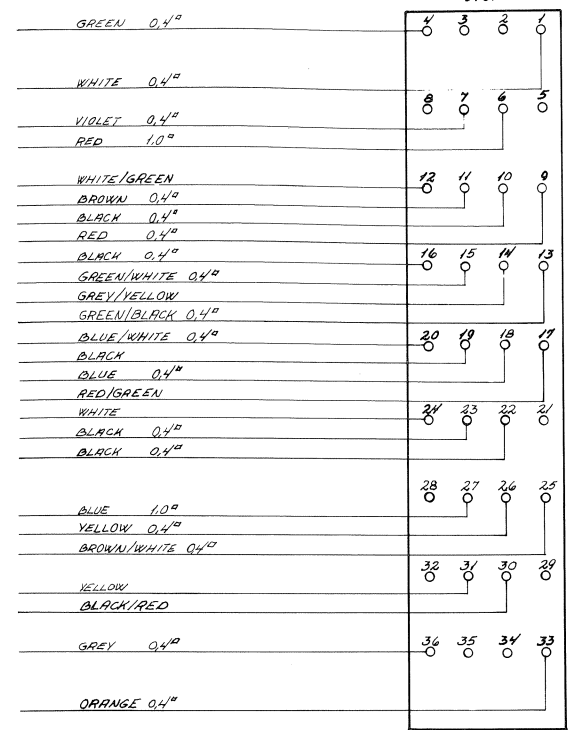 GREEN 0,4▫ 4 3 2 1
WHITE 0,4▫
8 7 6 5
VIOLET 0,4▫
RED 1,0▫
WHITE/GREEN 12 11 10 9
BROWN 0,4▫
BLACK 0,4▫
RED 0,4▫
BLACK 0,4▫ 16 15 14 13
GREEN/WHITE 0,4▫
GREY/YELLOW
GREEN/BLACK 0,4▫
BLUE/WHITE 0,4▫ 20 19 18 17
BLACK
BLUE 0,4▫
RED/GREEN
WHITE 24 23 22 21
BLACK 0,4▫
BLACK 0,4▫
28 27 26 25
BLUE 1,0▫
YELLOW 0,4▫
BROWN/WHITE 0,4▫
32 31 30 29
YELLOW
BLACK/RED
GREY 0,4▫ 36 35 34 33
ORANGE 0,4▫